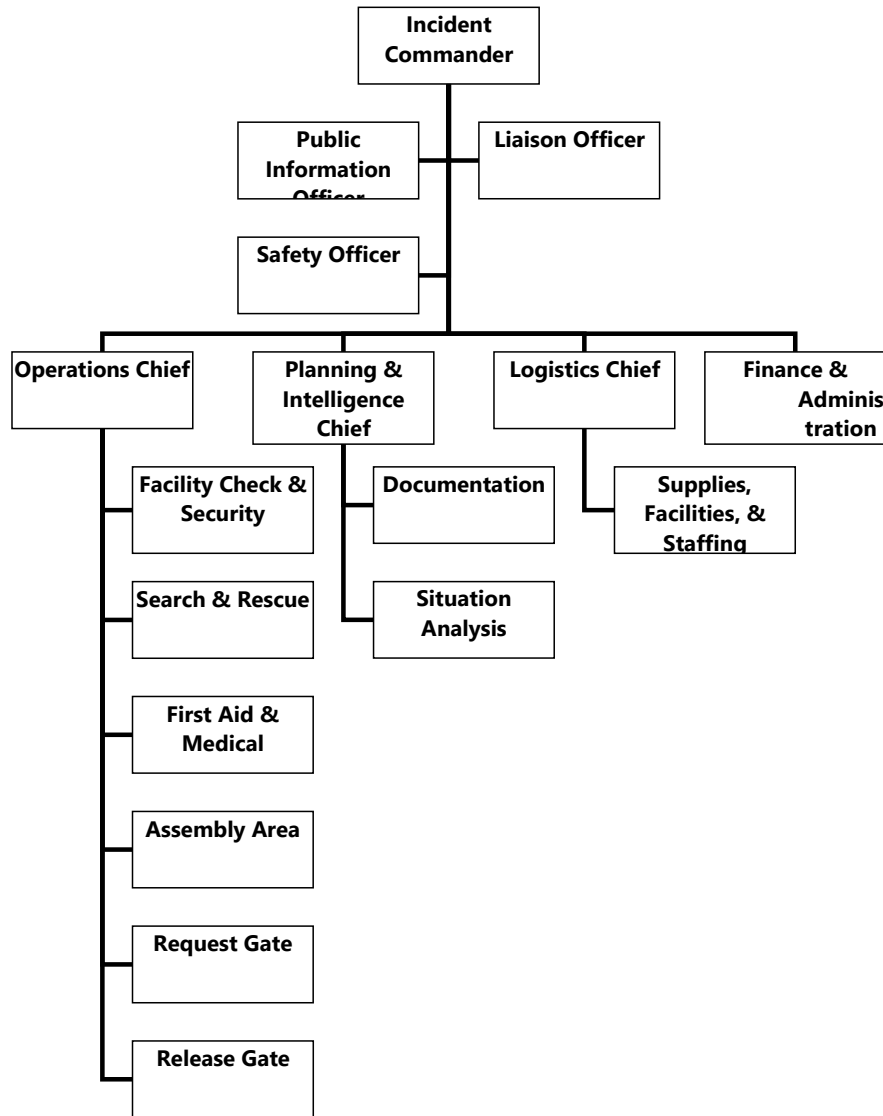 Incident
Commander
Public
Information
Officer
Liaison Officer
Safety Officer
Operations Chief
Planning &
Intelligence
Chief
Logistics Chief
Finance &
Adminis
tration
Facility Check &
Security
Documentation
Supplies,
Facilities, &
Staffing
Search & Rescue
Situation
Analysis
First Aid &
Medical
Assembly Area
Request Gate
Release Gate